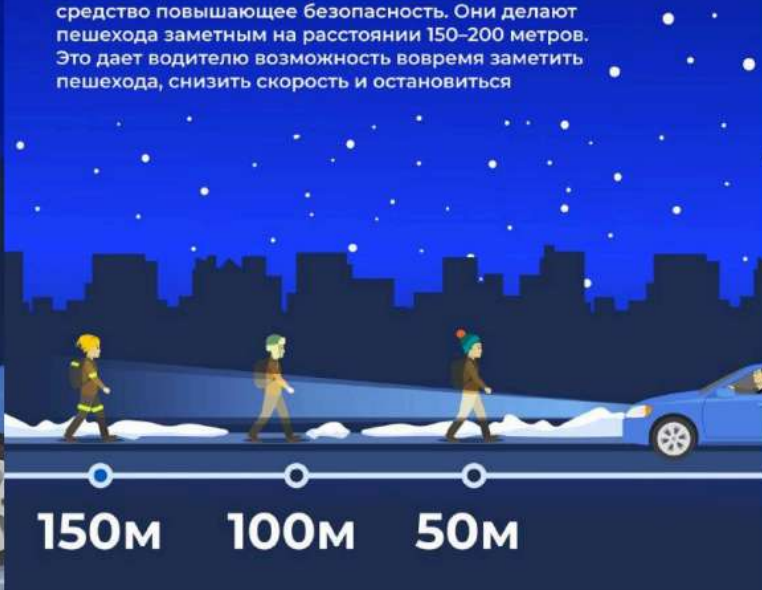 средство повышающее безопасность. Они делают
пешехода заметным на расстоянии 150–200 метров.
Это дает водителю возможность вовремя заметить
пешехода, снизить скорость и остановиться
150м 100м 50м